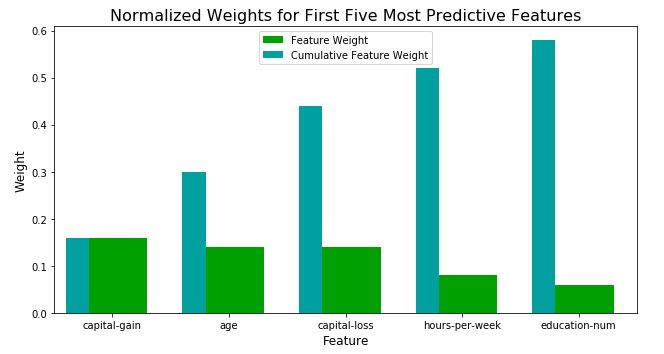 Normalized Weights for First Five Most Predictive Features
Feature Weight
Cumulative Feature Weight
0.6
0.5
0.4
0.3
0.2
0.1
0.0
Weight
capital-gain age capital-loss hours-per-week education-num
Feature